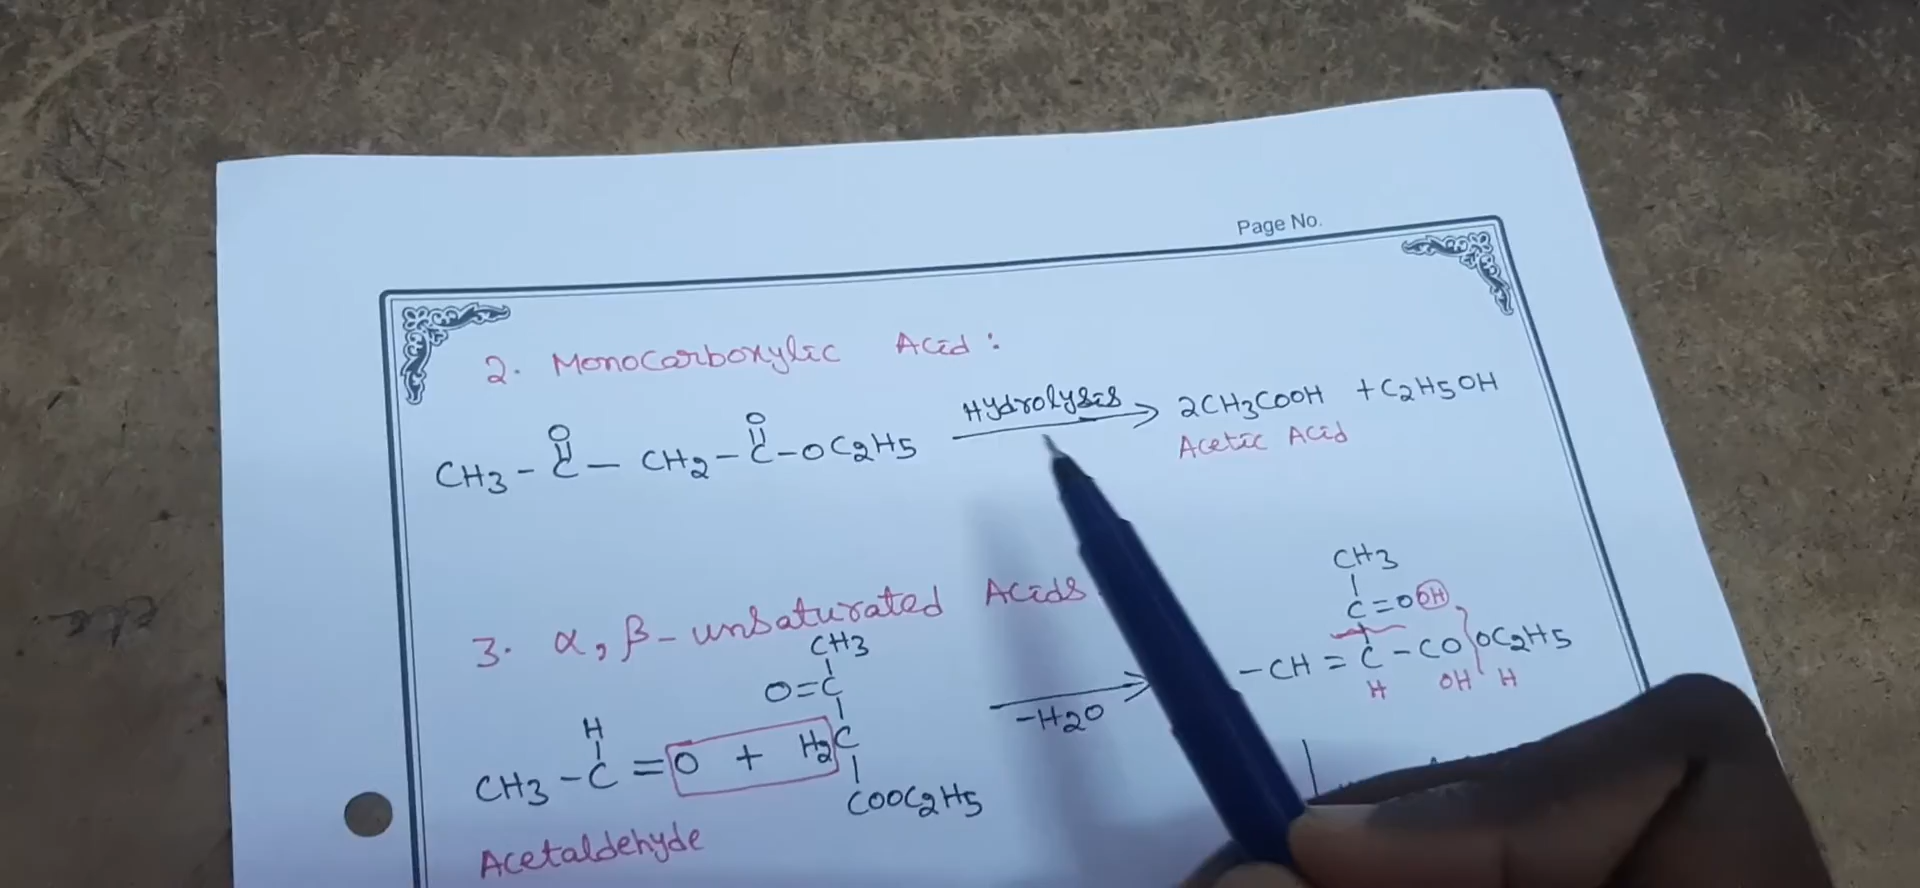 Page No.
2. Monocarboxylic Acid :
CH3 - C - CH2 - C - OC2H5 Hydrolysis 2CH3COOH + C2H5OH
O O
Acetic Acid
3. α, β - unsaturated Acids
CH3
O=C
H
CH3 - C = O + H2C
COOC2H5
Acetaldehyde
-H2O
CH3
C=O OH
-CH = C - CO OC2H5
H OH H